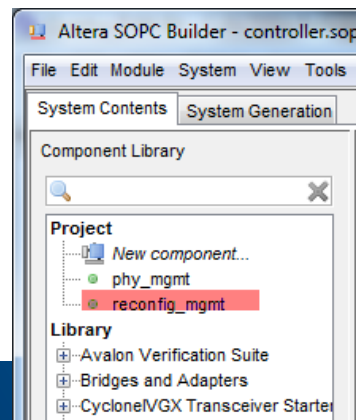 Altera SOPC Builder - controller.sop
File Edit Module System View Tools
System Contents System Generation
Component Library
Project
New component...
phy_mgmt
reconfig_mgmt
Library
Avalon Verification Suite
Bridges and Adapters
CycloneIVGX Transceiver Starter